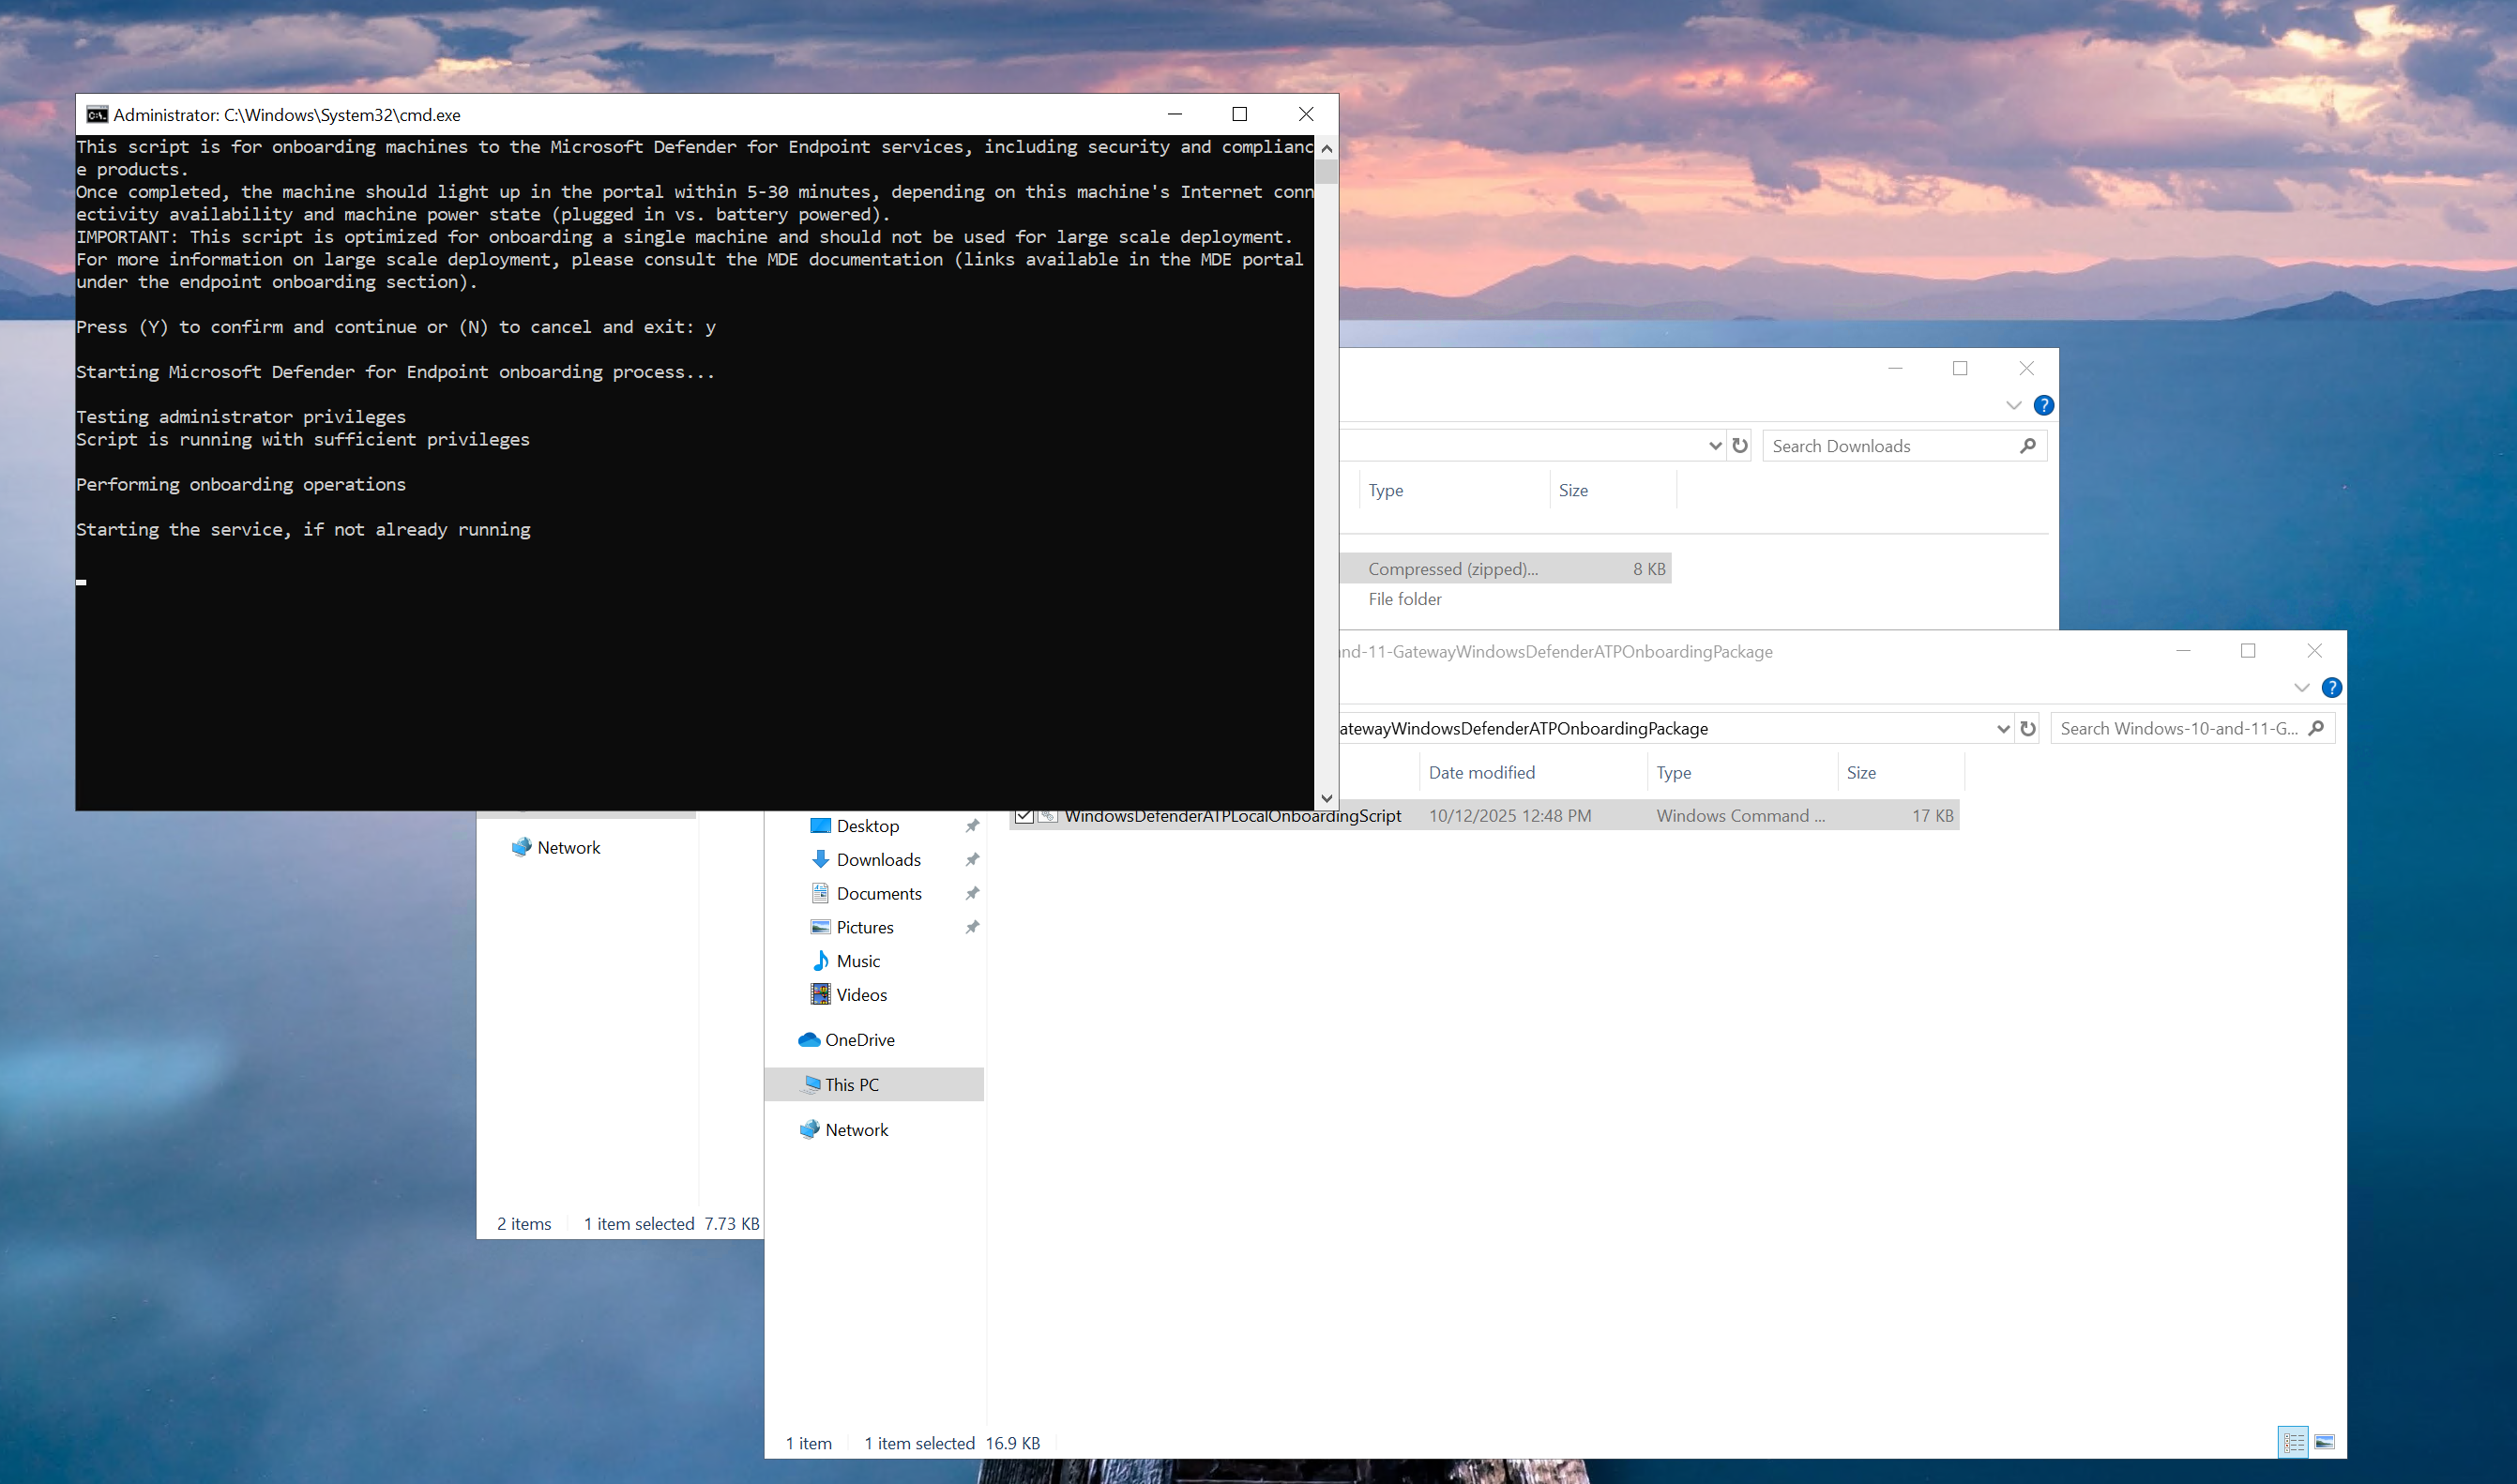 Administrator: C:\Windows\System32\cmd.exe
This script is for onboarding machines to the Microsoft Defender for Endpoint services, including security and complianc
e products.
Once completed, the machine should light up in the portal within 5-30 minutes, depending on this machine's Internet conn
ectivity availability and machine power state (plugged in vs. battery powered).
IMPORTANT: This script is optimized for onboarding a single machine and should not be used for large scale deployment.
For more information on large scale deployment, please consult the MDE documentation (links available in the MDE portal
under the endpoint onboarding section).
Press (Y) to confirm and continue or (N) to cancel and exit: y
Starting Microsoft Defender for Endpoint onboarding process...
Testing administrator privileges
Script is running with sufficient privileges
Performing onboarding operations
Starting the service, if not already running
Search Downloads
Type Size
Compressed (zipped)... 8 KB
File folder
Network
2 items 1 item selected 7.73 KB
nd-11-GatewayWindowsDefenderATPOnboardingPackage
atewayWindowsDefenderATPOnboardingPackage
Search Windows-10-and-11-G...
Date modified Type Size
WindowsDefenderATPLocalOnboardingScript 10/12/2025 12:48 PM Windows Command ... 17 KB
Desktop
Downloads
Documents
Pictures
Music
Videos
OneDrive
This PC
Network
1 item 1 item selected 16.9 KB